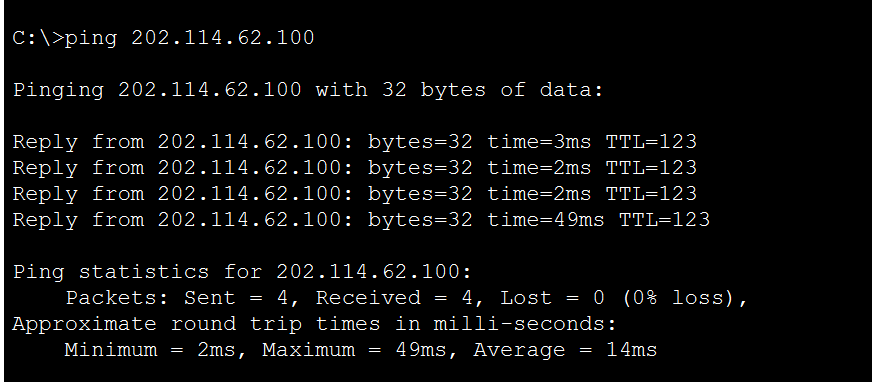 C:\>ping 202.114.62.100
Pinging 202.114.62.100 with 32 bytes of data:
Reply from 202.114.62.100: bytes=32 time=3ms TTL=123
Reply from 202.114.62.100: bytes=32 time=2ms TTL=123
Reply from 202.114.62.100: bytes=32 time=2ms TTL=123
Reply from 202.114.62.100: bytes=32 time=49ms TTL=123
Ping statistics for 202.114.62.100:
Packets: Sent = 4, Received = 4, Lost = 0 (0% loss),
Approximate round trip times in milli-seconds:
Minimum = 2ms, Maximum = 49ms, Average = 14ms